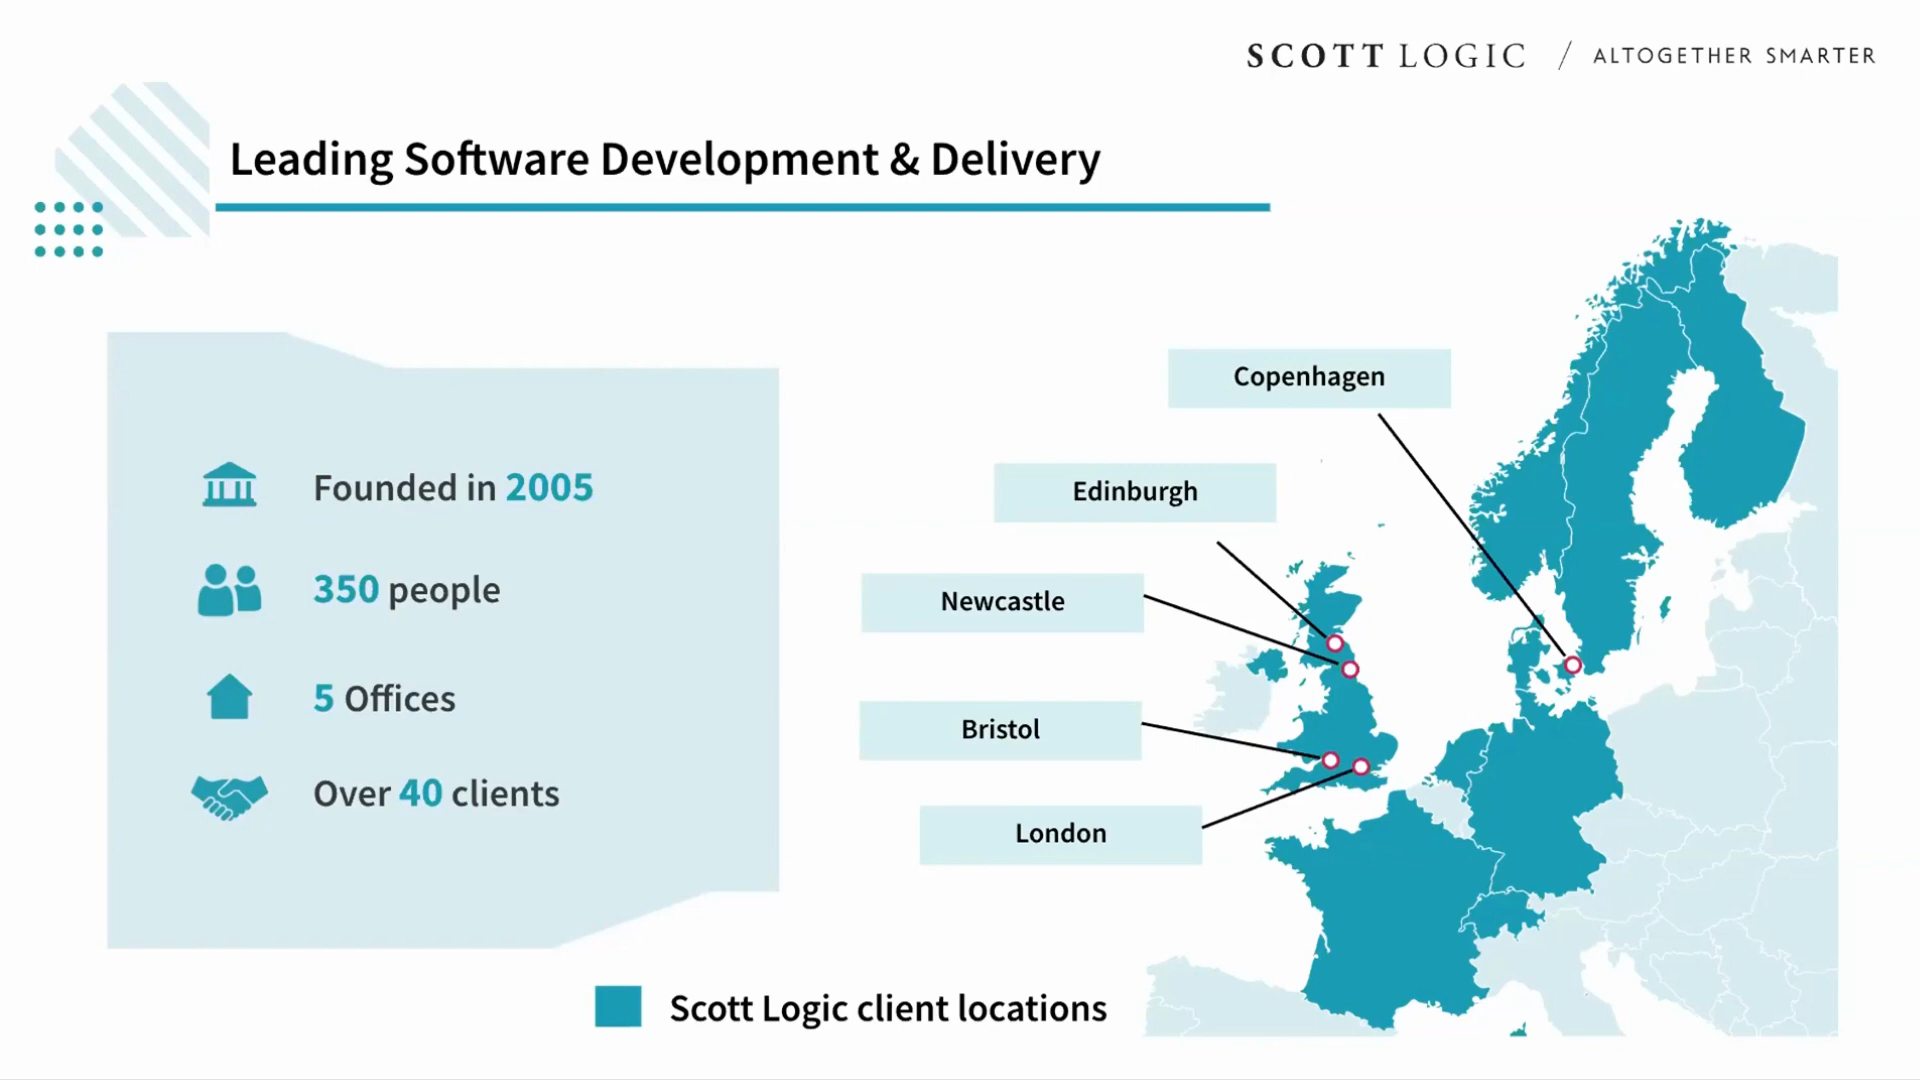 SCOTT LOGIC / ALTOGETHER SMARTER
Leading Software Development & Delivery
Founded in 2005
350 people
5 Offices
Over 40 clients
Copenhagen
Edinburgh
Newcastle
Bristol
London
Scott Logic client locations